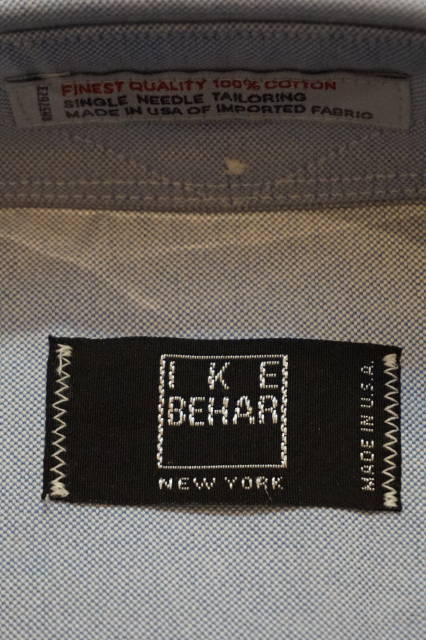 FINEST QUALITY 100% COTTON
SINGLE NEEDLE TAILORING
MADE IN USA OF IMPORTED FABRIC
IKE
BEHAR
NEW YORK
MADE IN U.S.A.